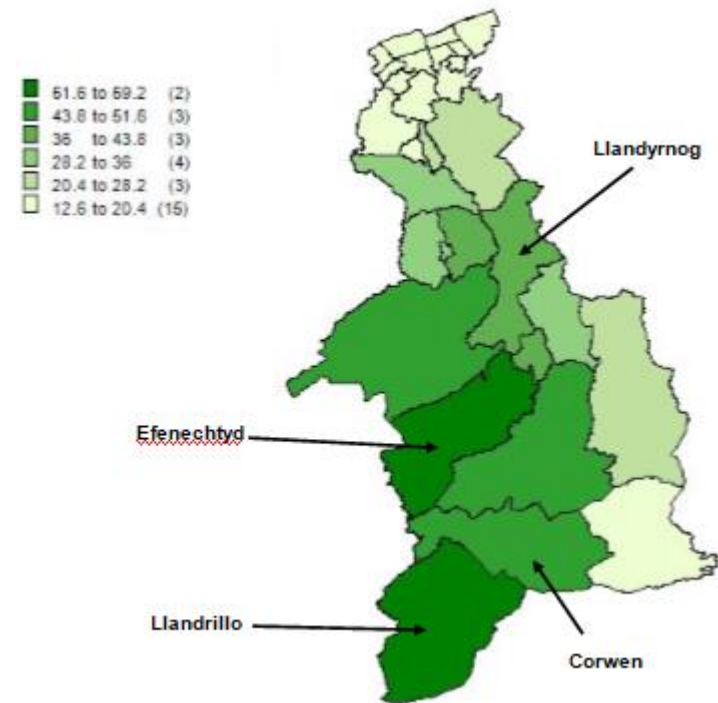 51.6 to 59.2 (2)
43.8 to 51.6 (3)
36 to 43.8 (3)
28.2 to 36 (4)
20.4 to 28.2 (3)
12.6 to 20.4 (15)
Llandyrnog
Efenechtyd
Llandrillo
Corwen